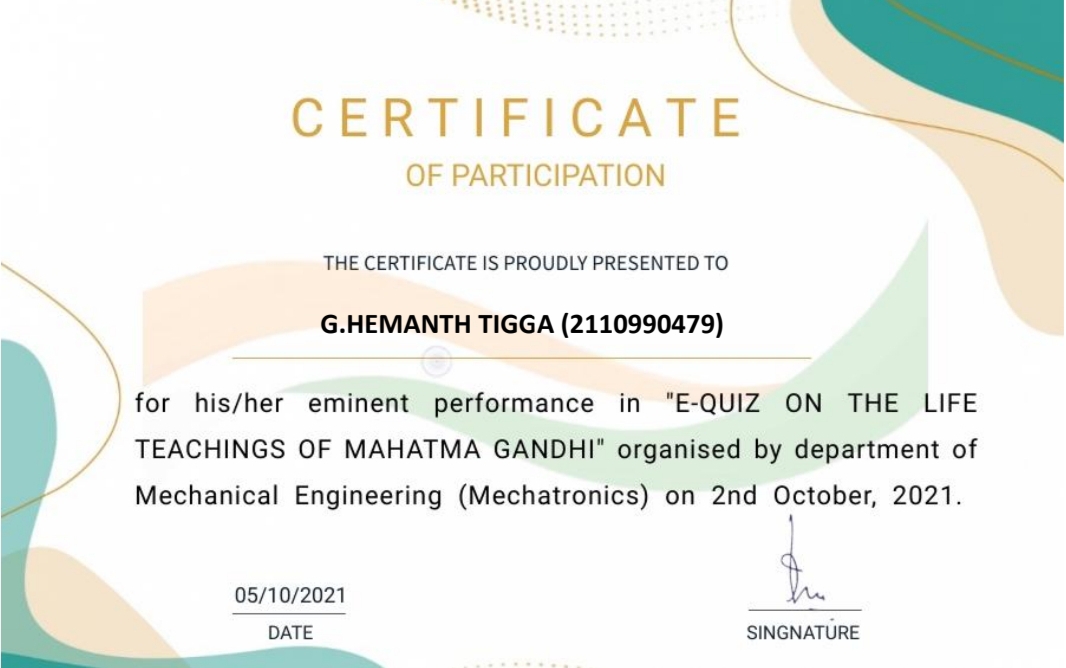 CERTIFICATE
OF PARTICIPATION
THE CERTIFICATE IS PROUDLY PRESENTED TO
G.HEMANTH TIGGA (2110990479)
for his/her eminent performance in "E-QUIZ ON THE LIFE
TEACHINGS OF MAHATMA GANDHI" organised by department of
Mechanical Engineering (Mechatronics) on 2nd October, 2021.
05/10/2021
DATE
SINGNATURE